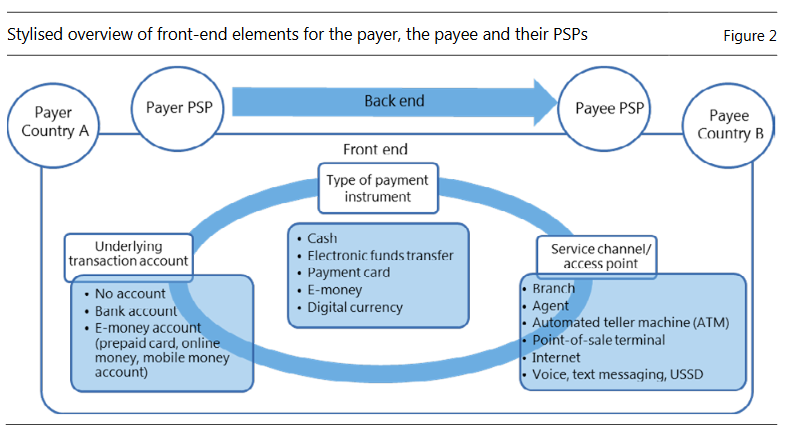 Stylised overview of front-end elements for the payer, the payee and their PSPs
Figure 2
Payer
Country A
Payer PSP
Back end
Payee PSP
Payee
Country B
Front end
Type of payment
instrument
• Cash
• Electronic funds transfer
• Payment card
• E-money
• Digital currency
Underlying
transaction account
• No account
• Bank account
• E-money account
(prepaid card, online
money, mobile money
account)
Service channel/
access point
• Branch
• Agent
• Automated teller machine (ATM)
• Point-of-sale terminal
• Internet
• Voice, text messaging, USSD